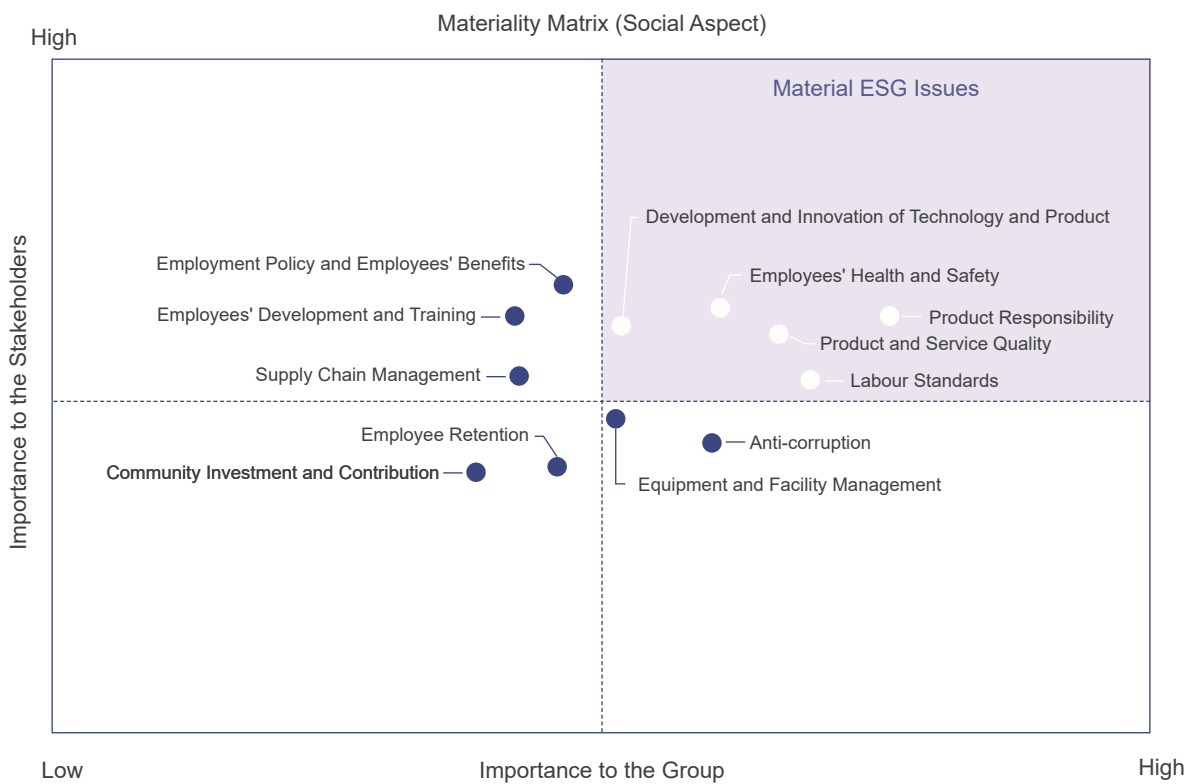 Materiality Matrix (Social Aspect)
High
Material ESG Issues
Development and Innovation of Technology and Product
Employment Policy and Employees' Benefits
Employees' Health and Safety
Employees' Development and Training
Product Responsibility
Product and Service Quality
Supply Chain Management
Labour Standards
Importance to the Stakeholders
Employee Retention
Anti-corruption
Community Investment and Contribution
Equipment and Facility Management
Low
Importance to the Group
High